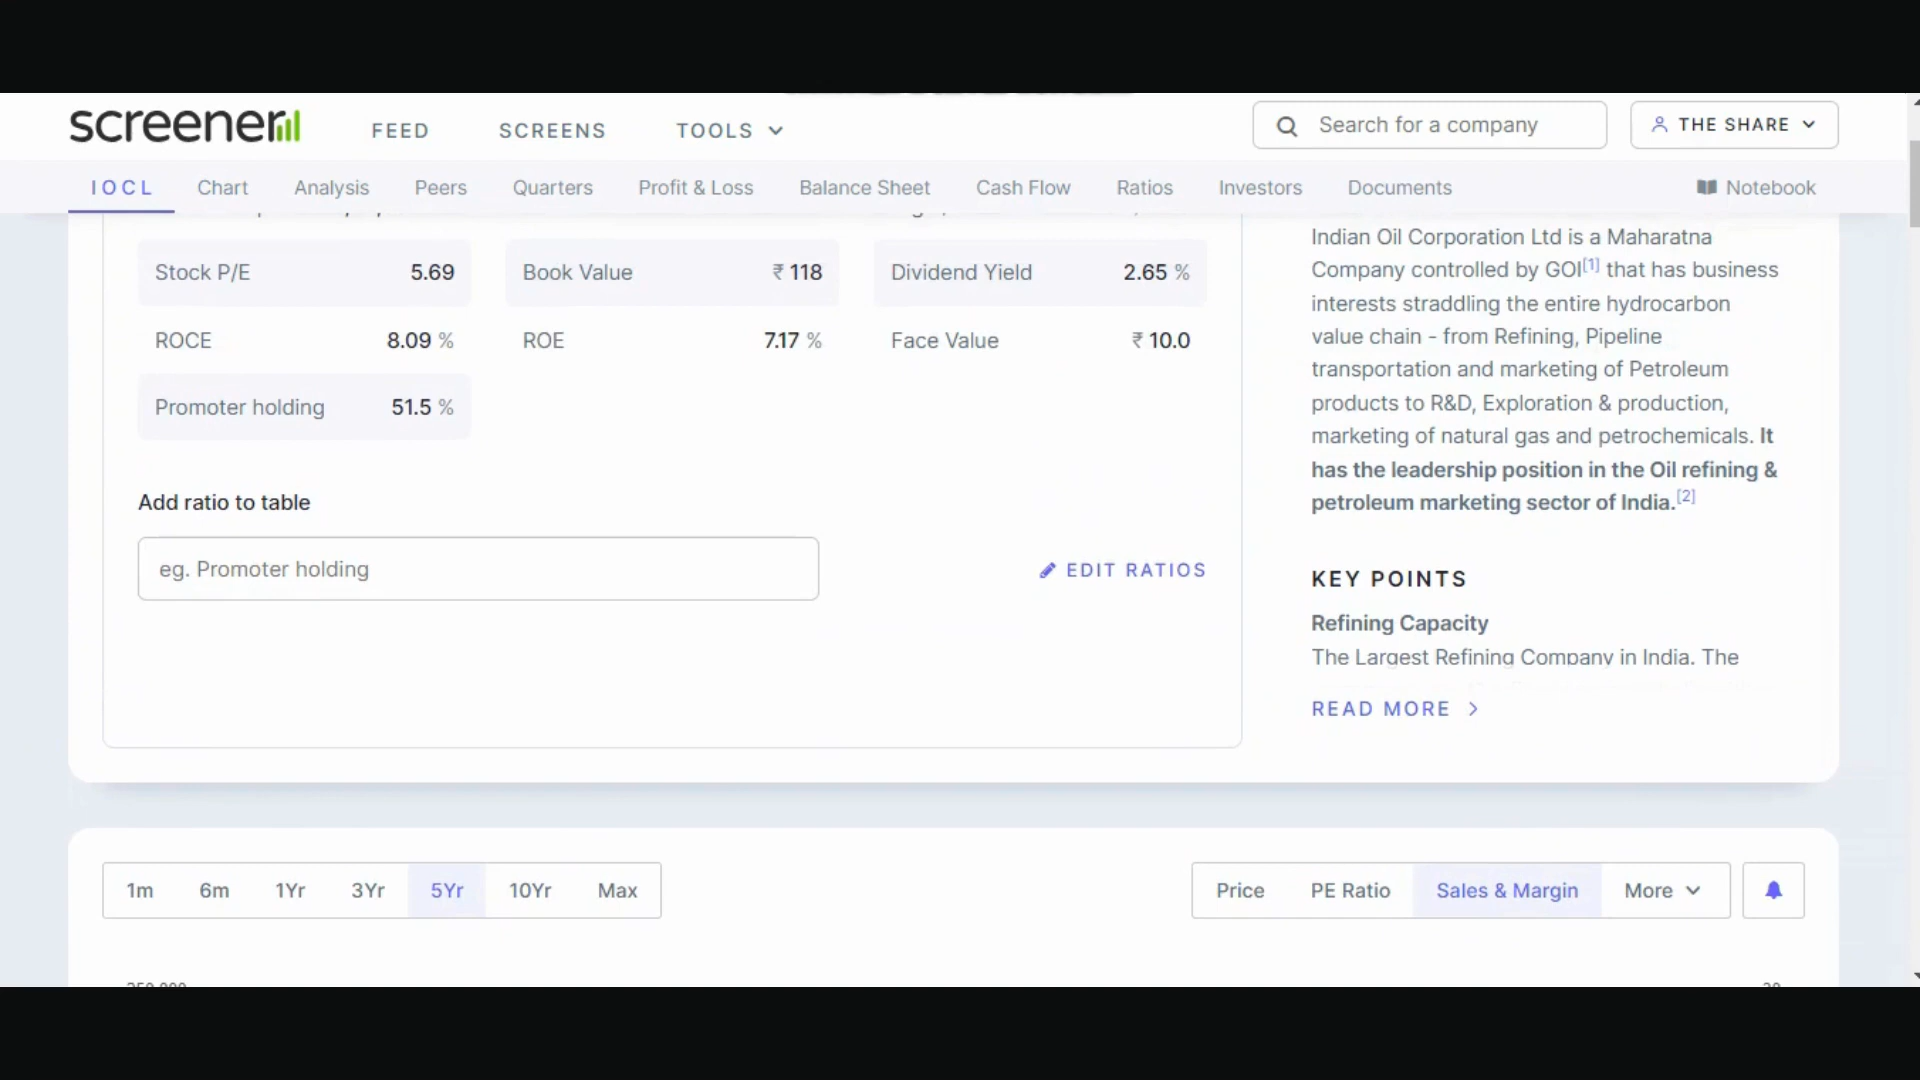 screener
FEED
SCREENS
TOOLS
Search for a company
THE SHARE
IOCL
Chart
Analysis
Peers
Quarters
Profit & Loss
Balance Sheet
Cash Flow
Ratios
Investors
Documents
Notebook
Stock P/E 5.69
Book Value ₹ 118
Dividend Yield 2.65 %
ROCE 8.09 %
ROE 7.17 %
Face Value ₹ 10.0
Promoter holding 51.5 %
Add ratio to table
eg. Promoter holding
EDIT RATIOS
Indian Oil Corporation Ltd is a Maharatna
Company controlled by GOI[1] that has business
interests straddling the entire hydrocarbon
value chain - from Refining, Pipeline
transportation and marketing of Petroleum
products to R&D, Exploration & production,
marketing of natural gas and petrochemicals. It
has the leadership position in the Oil refining &
petroleum marketing sector of India.[2]
KEY POINTS
Refining Capacity
The Largest Refining Company in India. The
READ MORE
1m
6m
1Yr
3Yr
5Yr
10Yr
Max
Price
PE Ratio
Sales & Margin
More